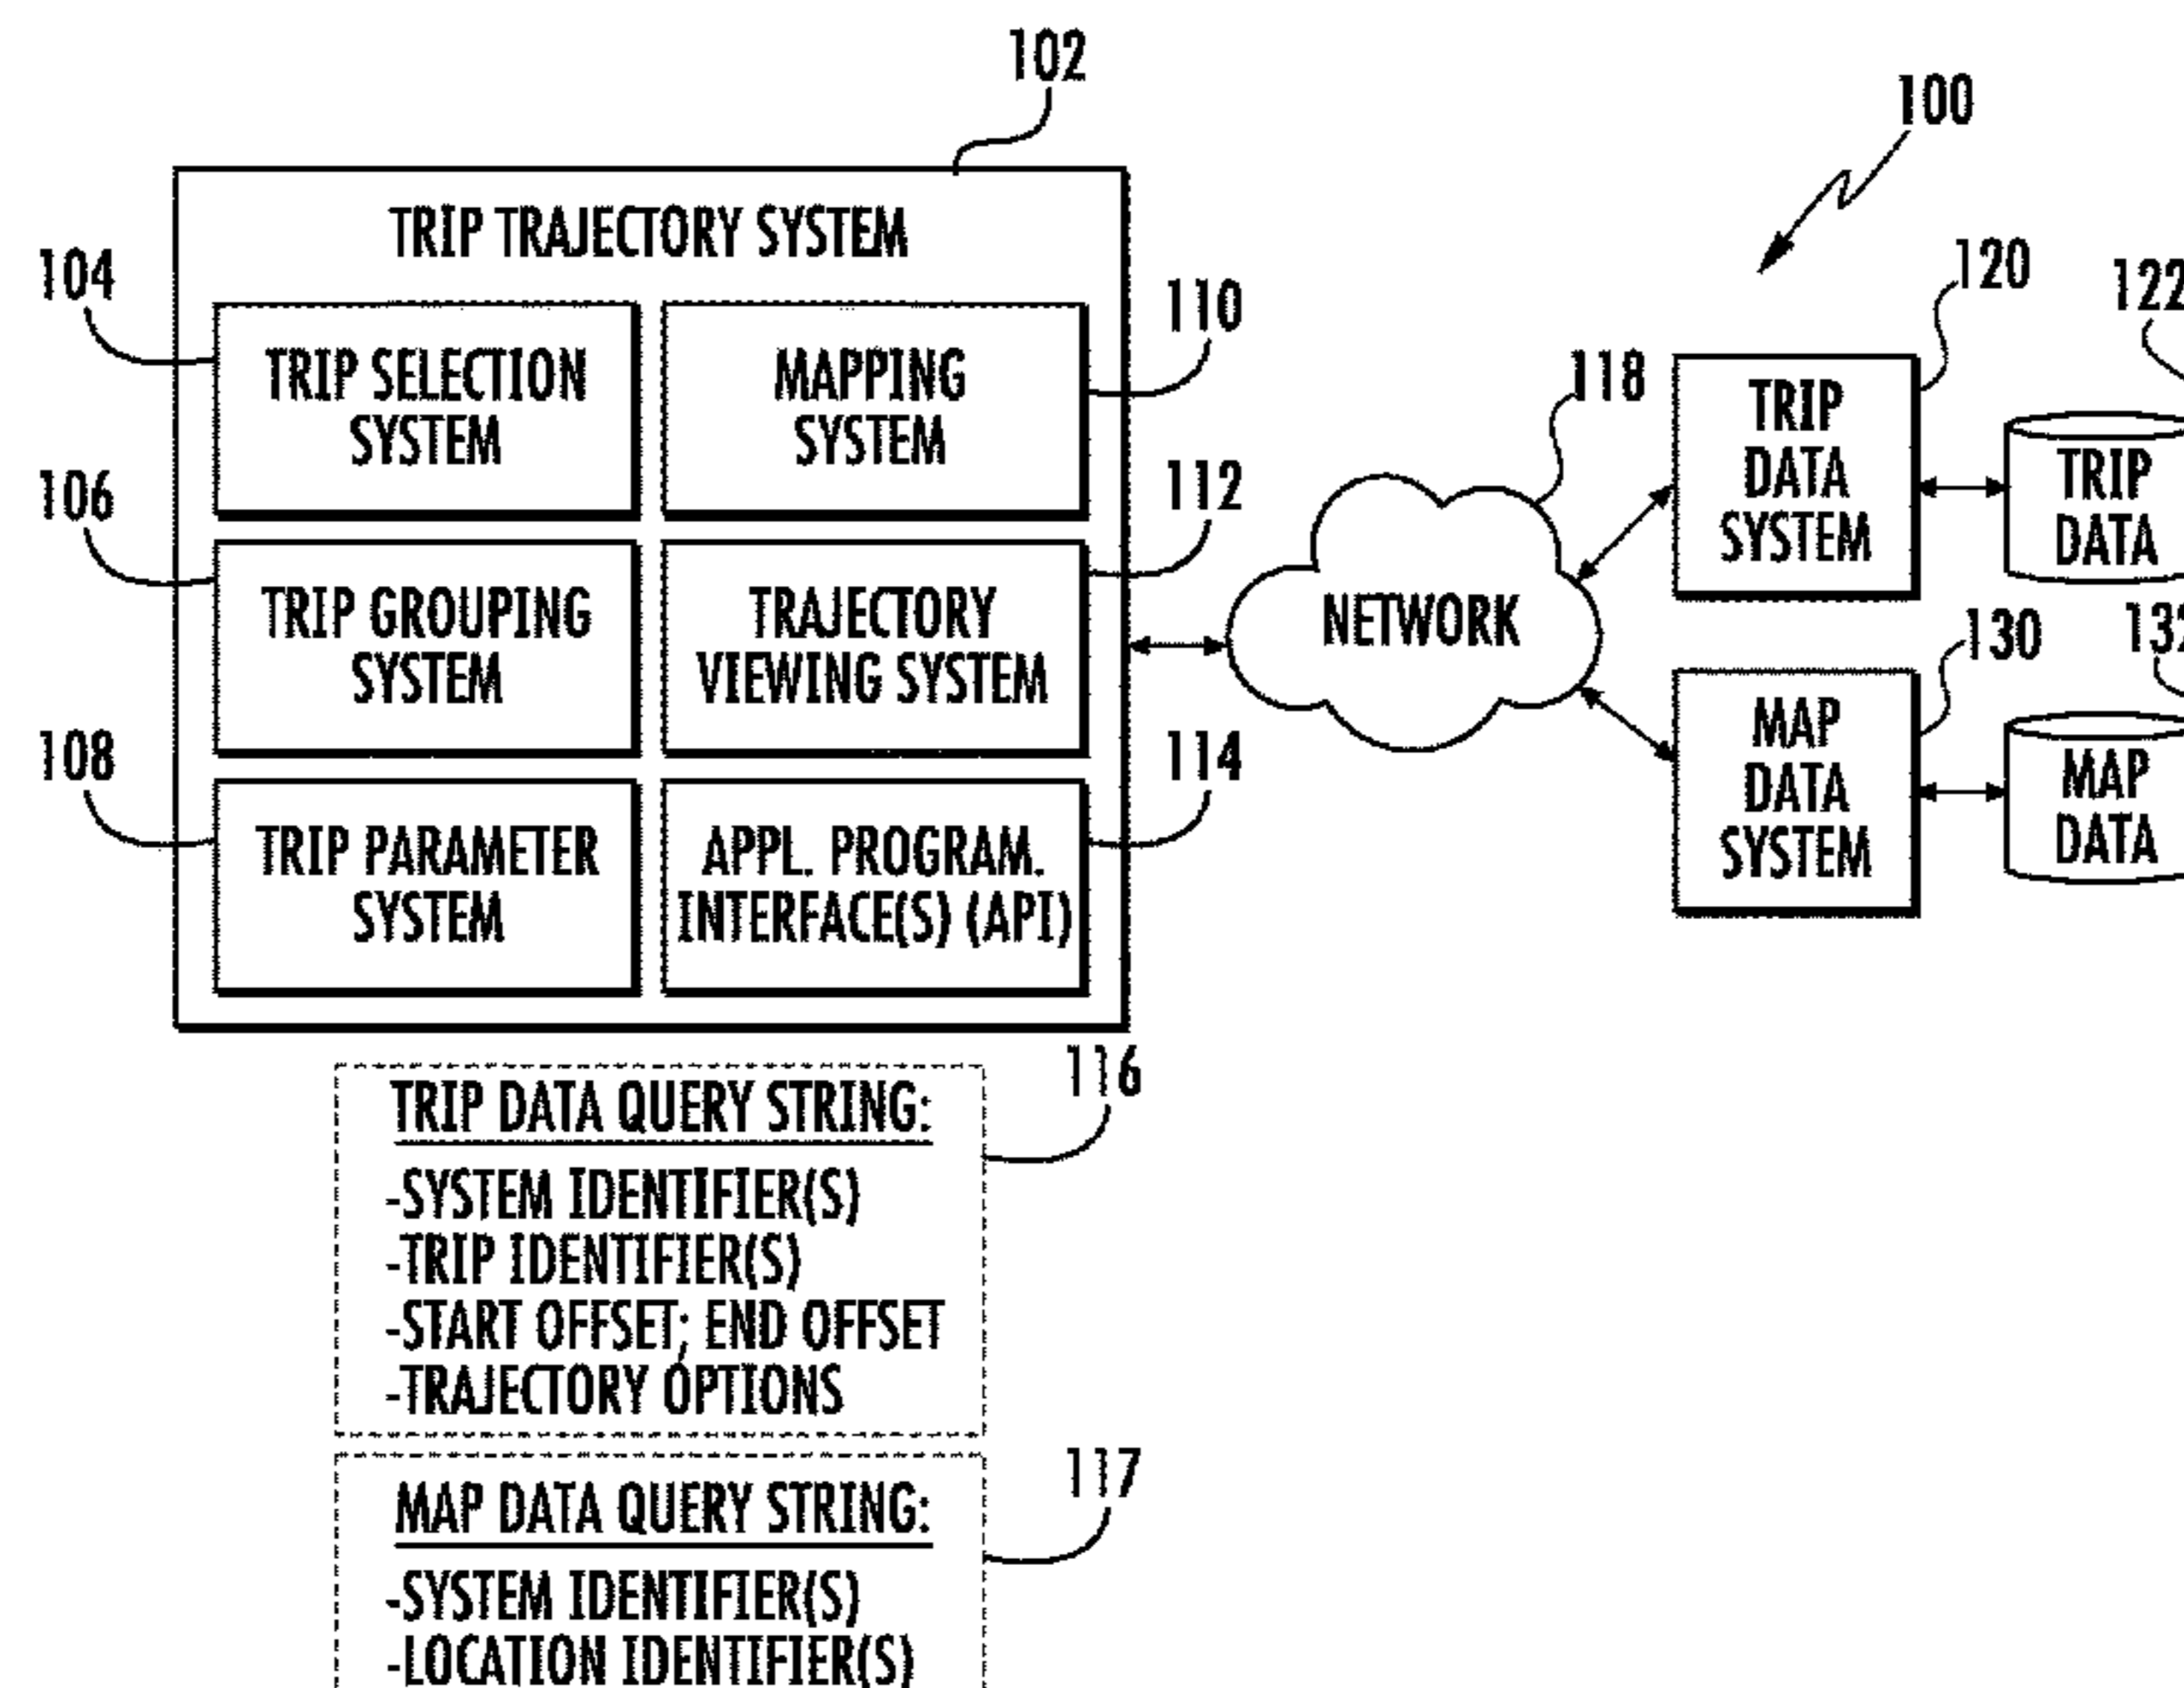 102
100
TRIP TRAJECTORY SYSTEM
104
TRIP SELECTION
SYSTEM
110
MAPPING
SYSTEM
106
TRIP GROUPING
SYSTEM
112
TRAJECTORY
VIEWING SYSTEM
108
TRIP PARAMETER
SYSTEM
114
APPL. PROGRAM.
INTERFACE(S) (API)
118
NETWORK
120
TRIP
DATA
SYSTEM
122
TRIP
DATA
130
MAP
DATA
SYSTEM
132
MAP
DATA
116
TRIP DATA QUERY STRING:
-SYSTEM IDENTIFIER(S)
-TRIP IDENTIFIER(S)
-START OFFSET; END OFFSET
-TRAJECTORY OPTIONS
117
MAP DATA QUERY STRING:
-SYSTEM IDENTIFIER(S)
-LOCATION IDENTIFIER(S)